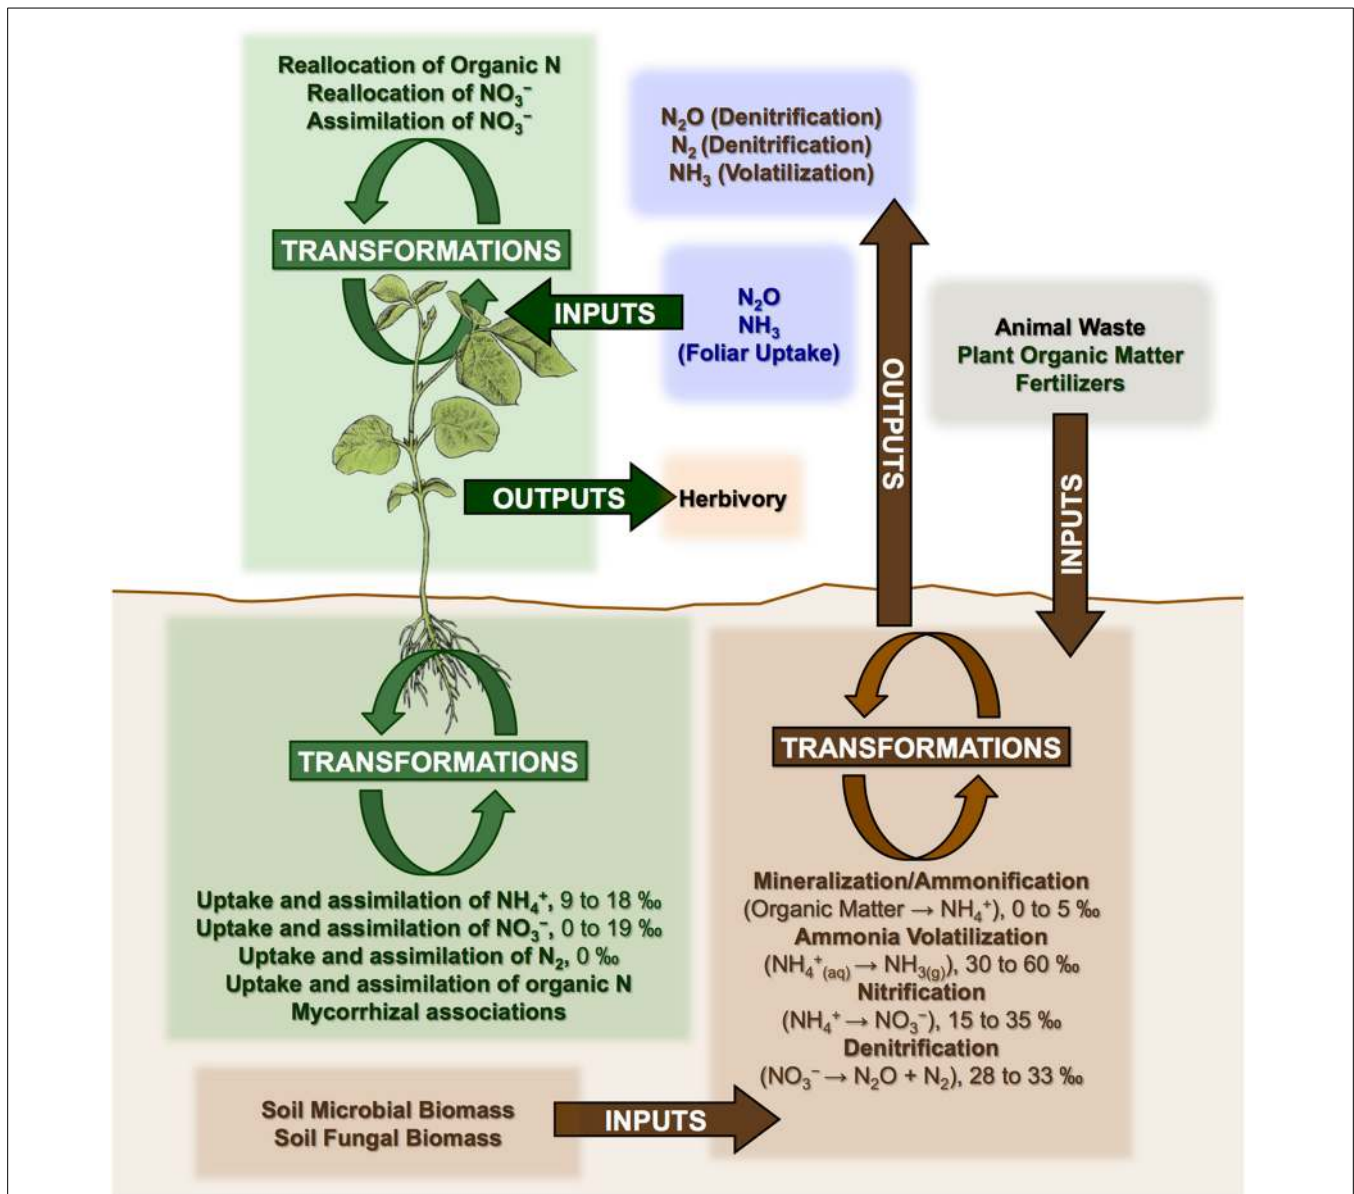 Reallocation of Organic N
Reallocation of NO₃⁻
Assimilation of NO₃⁻
TRANSFORMATIONS
N₂O (Denitrification)
N₂ (Denitrification)
NH₃ (Volatilization)
INPUTS
N₂O
NH₃
(Foliar Uptake)
OUTPUTS
Animal Waste
Plant Organic Matter
Fertilizers
INPUTS
OUTPUTS
Herbivory
TRANSFORMATIONS
Uptake and assimilation of NH₄⁺, 9 to 18 ‰
Uptake and assimilation of NO₃⁻, 0 to 19 ‰
Uptake and assimilation of N₂, 0 ‰
Uptake and assimilation of organic N
Mycorrhizal associations
TRANSFORMATIONS
Mineralization/Ammonification
(Organic Matter → NH₄⁺), 0 to 5 ‰
Ammonia Volatilization
(NH₄⁺(aq) → NH₃(g)), 30 to 60 ‰
Nitrification
(NH₄⁺ → NO₃⁻), 15 to 35 ‰
Denitrification
(NO₃⁻ → N₂O + N₂), 28 to 33 ‰
Soil Microbial Biomass
Soil Fungal Biomass
INPUTS